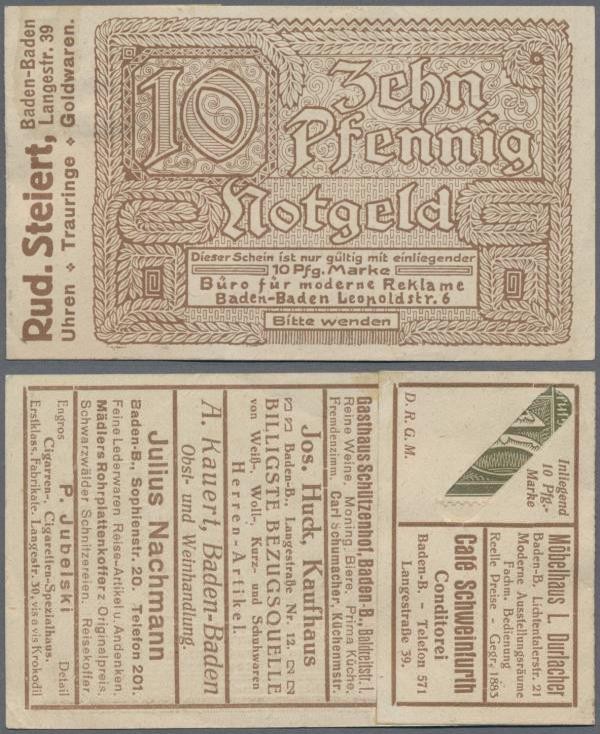 Rud. Steiert, Baden-Baden
Langestr. 39
Uhren ❖ Trauringe ❖ Goldwaren.
10
Zehn
Pfennig
Notgeld
Dieser Schein ist nur gültig mit einliegender
10 Pfg. Marke
Büro für moderne Reklame
Baden-Baden Leopoldstr. 6
Bitte wenden
Inliegend
10 Pfg.-
Marke
D. R. G. M.
Möbelhaus L. Durlacher
Baden-B., Lichtentalerstr. 21
Moderne Ausstellungsräume
Fachm. Bedienung
Reelle Preise - Gegr. 1883
Café Schweinfurth
Conditorei
Baden-B. - Telefon 571
Langestraße 39.
Gasthaus Schützenhof, Baden-B., Baldreitstr. 1.
Reine Weine, Moning. Biere, Prima Küche,
Fremdenzimm. Carl Schumacher, Küchenmstr.
Jos. Huck, Kaufhaus
Baden-B., Langestraße Nr. 12.
BILLIGSTE BEZUGSQUELLE
von Weiß-, Woll-, Kurz- und Schuhwaren
Herren-Artikel.
A. Kauert, Baden-Baden
Obst- und Weinhandlung.
Julius Nachmann
Baden-B., Sophienstr. 20. Telefon 201.
Feine Lederwaren Reise-Artikel u. Andenken.
Mädlers Rohrplattenkoffer z. Originalpreis.
Schwarzwälder Schnitzereien. Reisekoffer.
Engros P. Jubelski Detail
Cigarren-, Cigaretten-Spezialhaus.
Erstklass. Fabrikate. Langestr. 30, vis a vis Krokodil